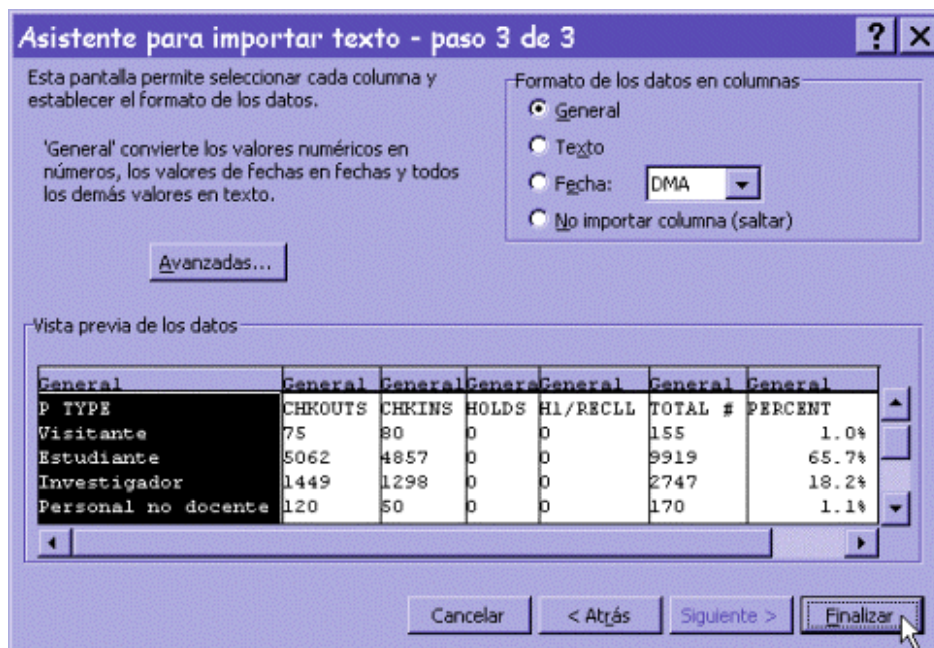 Asistente para importar texto - paso 3 de 3
Esta pantalla permite seleccionar cada columna y
establecer el formato de los datos.
'General' convierte los valores numéricos en
números, los valores de fechas en fechas y todos
los demás valores en texto.
Avanzadas...
Formato de los datos en columnas
General
Texto
Fecha: DMA
No importar columna (saltar)
Vista previa de los datos
General General General Genera General General General
P TYPE CHKOUTS CHKINS HOLDS Hl/RECLL TOTAL # PERCENT
Visitante 75 80 0 0 155 1.0%
Estudiante 5062 4857 0 0 9919 65.7%
Investigador 1449 1298 0 0 2747 18.2%
Personal no docente 120 50 0 0 170 1.1%
Cancelar < Atrás Siguiente > Finalizar